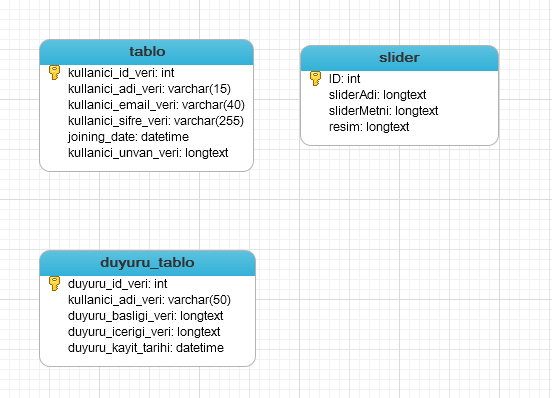 tablo
kullanici_id_veri: int
kullanici_adi_veri: varchar(15)
kullanici_email_veri: varchar(40)
kullanici_sifre_veri: varchar(255)
joining_date: datetime
kullanici_unvan_veri: longtext
slider
ID: int
sliderAdi: longtext
sliderMetni: longtext
resim: longtext
duyuru_tablo
duyuru_id_veri: int
kullanici_adi_veri: varchar(50)
duyuru_basligi_veri: longtext
duyuru_icerigi_veri: longtext
duyuru_kayit_tarihi: datetime